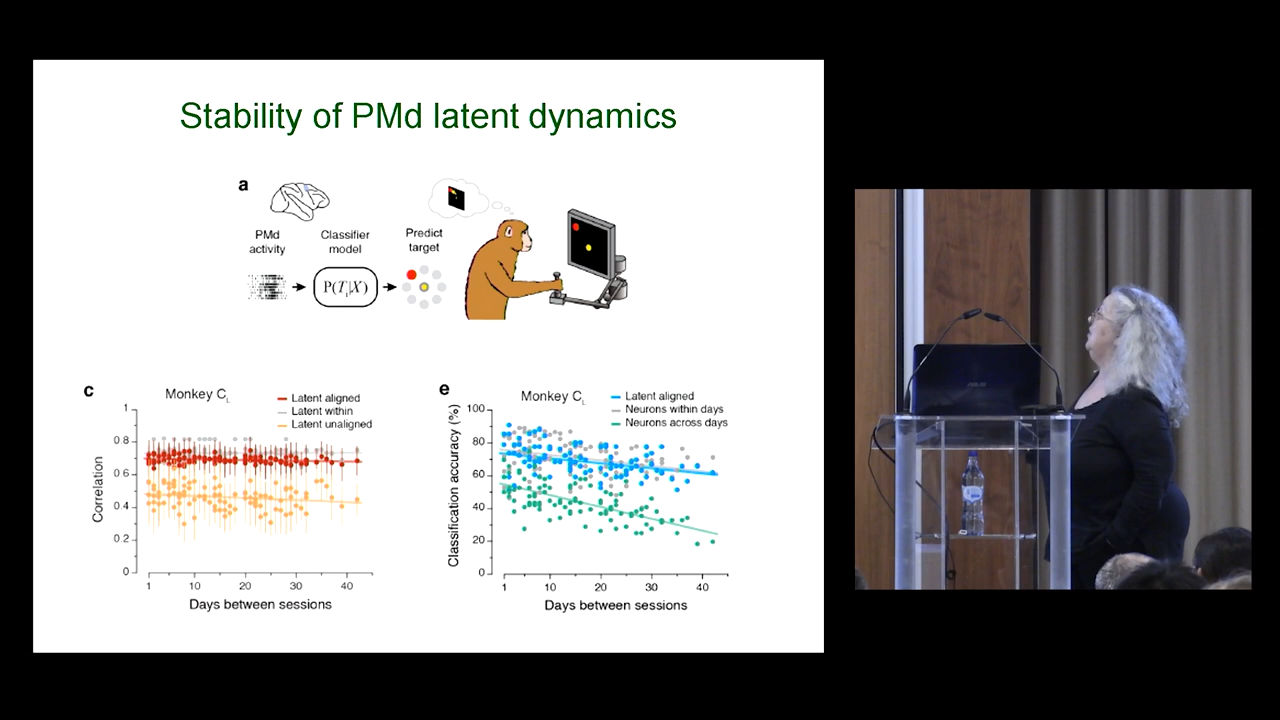 Stability of PMd latent dynamics
a
PMd
activity
Classifier
model
Predict
target
P(Tᵢ|X)
c
Monkey C_L
Latent aligned
Latent within
Latent unaligned
Correlation
1
0.8
0.6
0.4
0.2
0
1 10 20 30 40
Days between sessions
e
Monkey C_L
Latent aligned
Neurons within days
Neurons across days
Classification accuracy (%)
100
80
60
40
20
0
1 10 20 30 40
Days between sessions